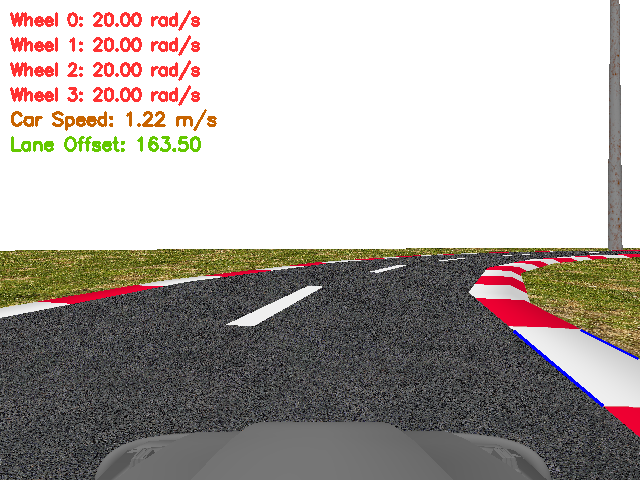 Wheel 0: 20.00 rad/s
Wheel 1: 20.00 rad/s
Wheel 2: 20.00 rad/s
Wheel 3: 20.00 rad/s
Car Speed: 1.22 m/s
Lane Offset: 163.50